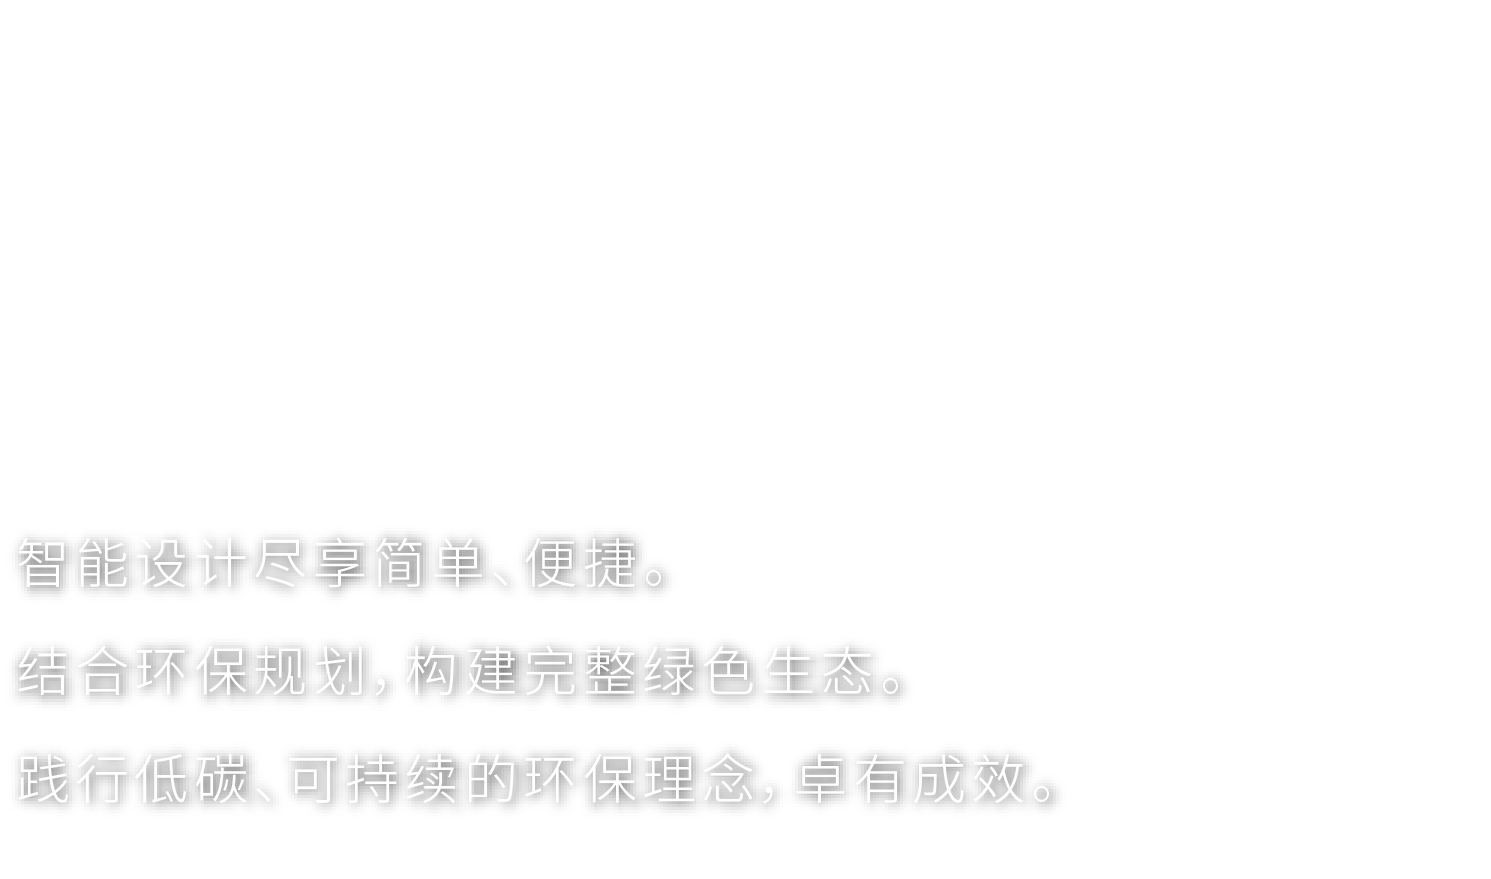 智能设计尽享简单、便捷。
结合环保规划，构建完整绿色生态。
践行低碳、可持续的环保理念，卓有成效。